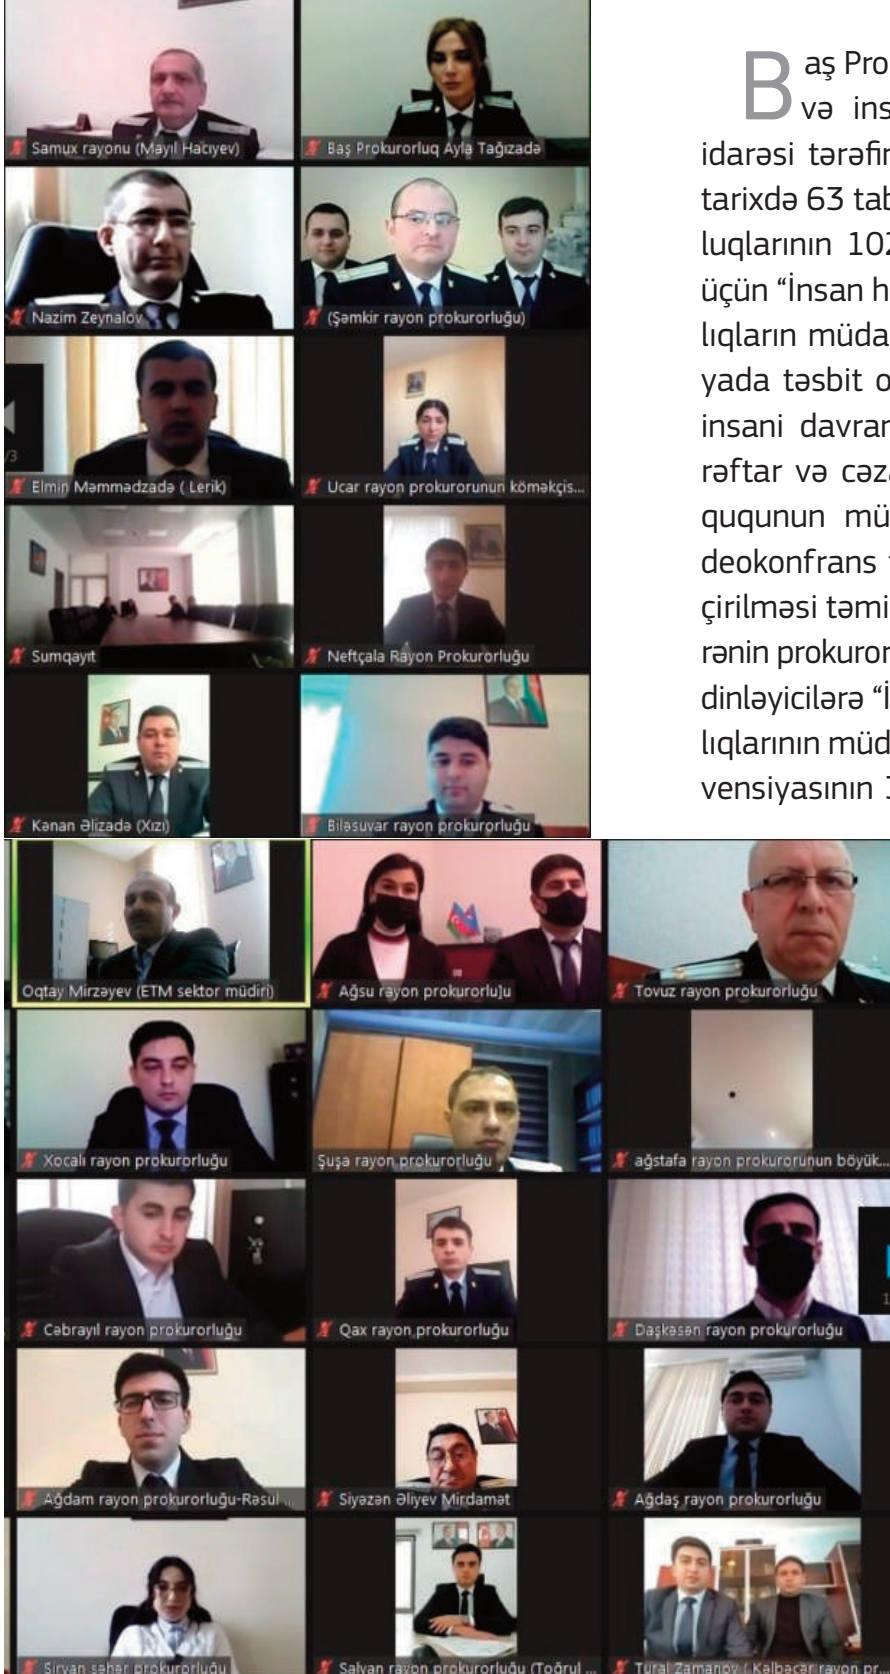 Samux rayonu (Mayıl Hacıyev)
Baş Prokurorluq Ayla Tağızadə
Nazim Zeynalov
(Şəmkir rayon prokurorluğu)
/3
Elmin Məmmədzadə ( Lerik)
Ucar rayon prokurorunun köməkçis...
Sumqayıt
Neftçala Rayon Prokurorluğu
Kənan Əlizadə (Xızı)
Biləsuvar rayon prokurorluğu
Baş Pro
və ins
idarəsi tərəfin
tarixdə 63 tab
luqlarının 102
üçün “İnsan h
lıqların müda
yada təsbit o
insani davran
rəftar və cəza
ququnun mü
deokonfrans
çirilməsi təmi
rənin prokuror
dinləyicilərə “İ
lıqlarının müd
vensiyasının
Oqtay Mirzəyev (ETM sektor müdiri)
Ağsu rayon prokurorlu]u
Tovuz rayon prokurorluğu
Xocalı rayon prokurorluğu
Şuşa rayon prokurorluğu
ağstafa rayon prokurorunun böyük...
Cəbrayıl rayon prokurorluğu
Qax rayon prokurorluğu
Daşkəsən rayon prokurorluğu
Ağdam rayon prokurorluğu-Rəsul ...
Siyəzən Əliyev Mirdamət
Ağdaş rayon prokurorluğu
Şirvan şəhər prokurorluğu
Salyan rayon prokurorluğu (Toğrul ...
Tural Zamanov ( Kəlbəcər rayon pr...